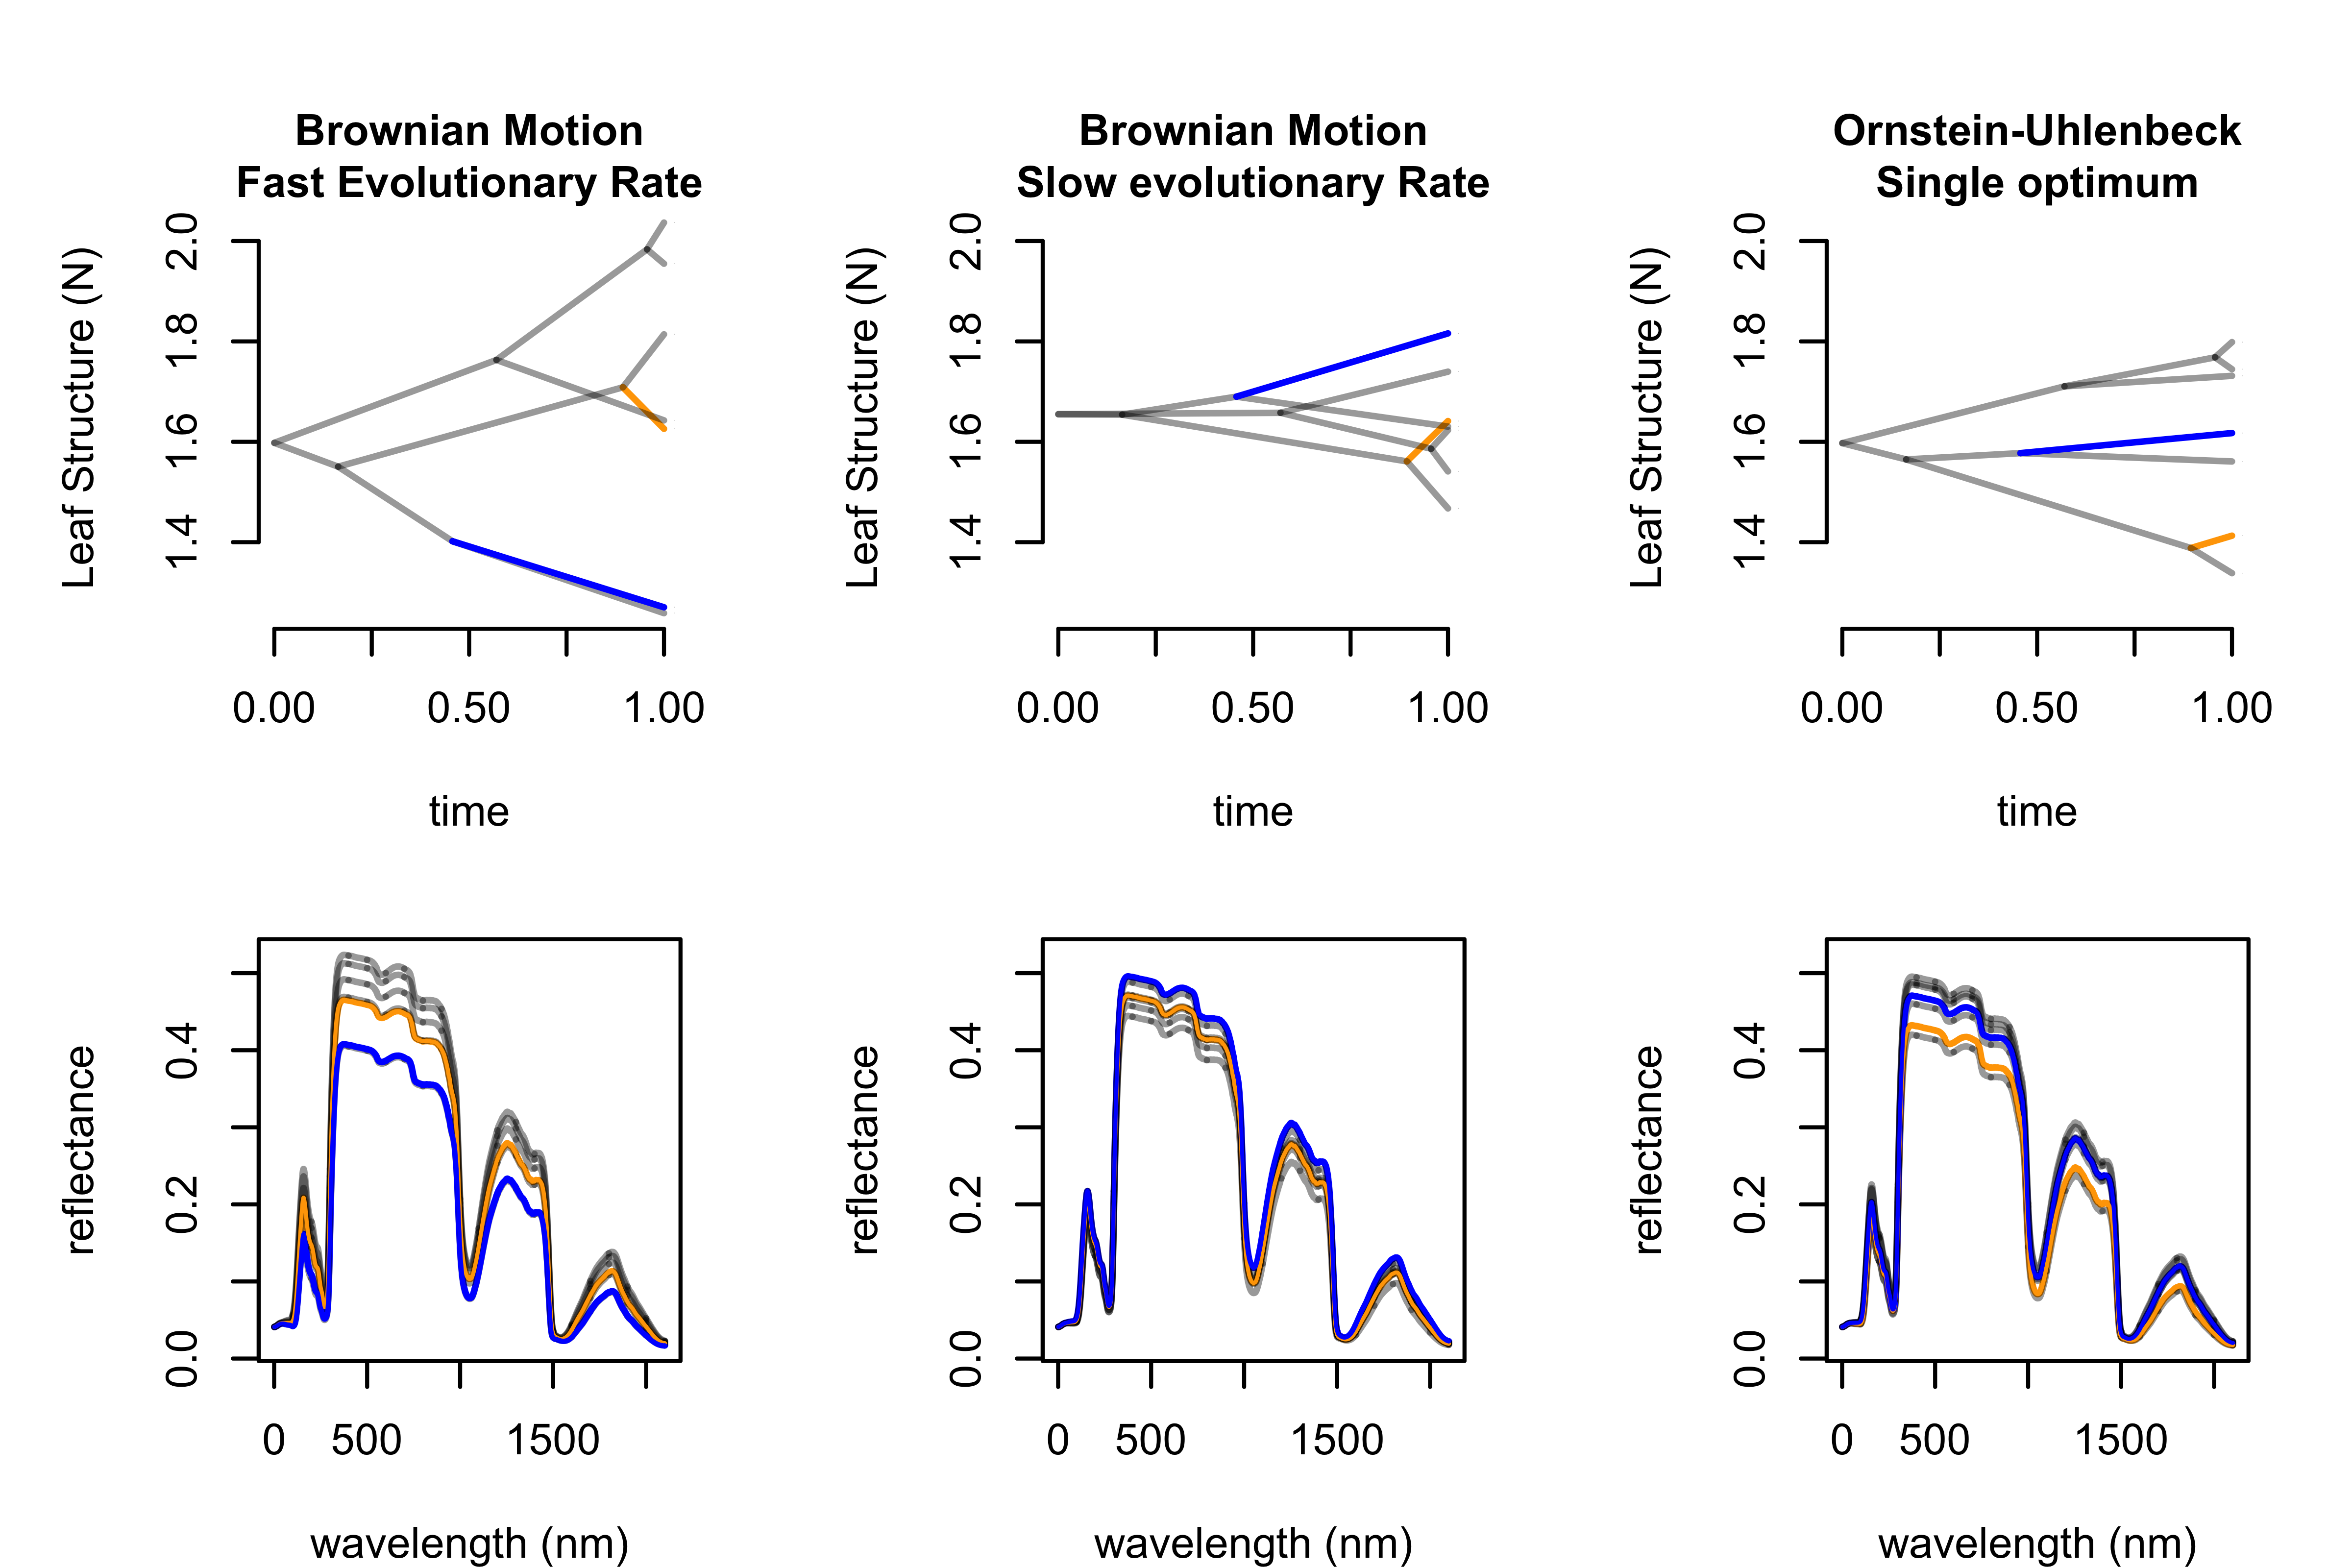 Brownian Motion
Fast Evolutionary Rate
Leaf Structure (N)
2.0
1.8
1.6
1.4
0.00 0.50 1.00
time
Brownian Motion
Slow evolutionary Rate
Leaf Structure (N)
2.0
1.8
1.6
1.4
0.00 0.50 1.00
time
Ornstein-Uhlenbeck
Single optimum
Leaf Structure (N)
2.0
1.8
1.6
1.4
0.00 0.50 1.00
time
reflectance
0.4
0.2
0.0
0 500 1500
wavelength (nm)
reflectance
0.4
0.2
0.0
0 500 1500
wavelength (nm)
reflectance
0.4
0.2
0.0
0 500 1500
wavelength (nm)